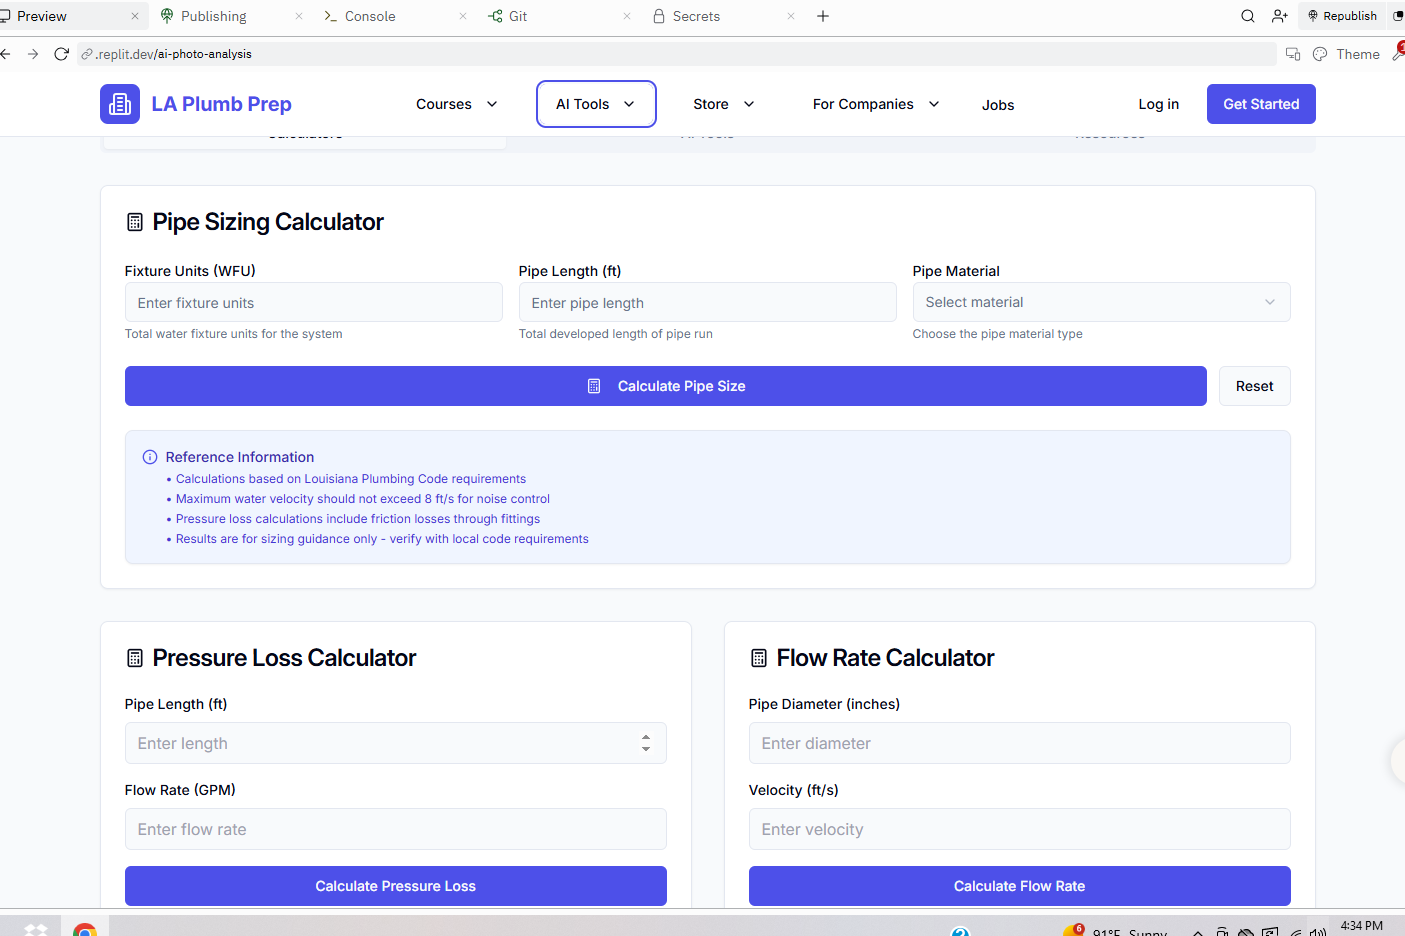 Preview
Publishing
Console
Git
Secrets
Republish
.replit.dev/ai-photo-analysis
Theme
LA Plumb Prep
Courses
AI Tools
Store
For Companies
Jobs
Log in
Get Started
Calculators
AI Tools
Resources
Pipe Sizing Calculator
Fixture Units (WFU)
Pipe Length (ft)
Pipe Material
Enter fixture units
Enter pipe length
Select material
Total water fixture units for the system
Total developed length of pipe run
Choose the pipe material type
Calculate Pipe Size
Reset
Reference Information
• Calculations based on Louisiana Plumbing Code requirements
• Maximum water velocity should not exceed 8 ft/s for noise control
• Pressure loss calculations include friction losses through fittings
• Results are for sizing guidance only - verify with local code requirements
Pressure Loss Calculator
Pipe Length (ft)
Enter length
Flow Rate (GPM)
Enter flow rate
Calculate Pressure Loss
Flow Rate Calculator
Pipe Diameter (inches)
Enter diameter
Velocity (ft/s)
Enter velocity
Calculate Flow Rate
6
91°F Sunny
4:34 PM